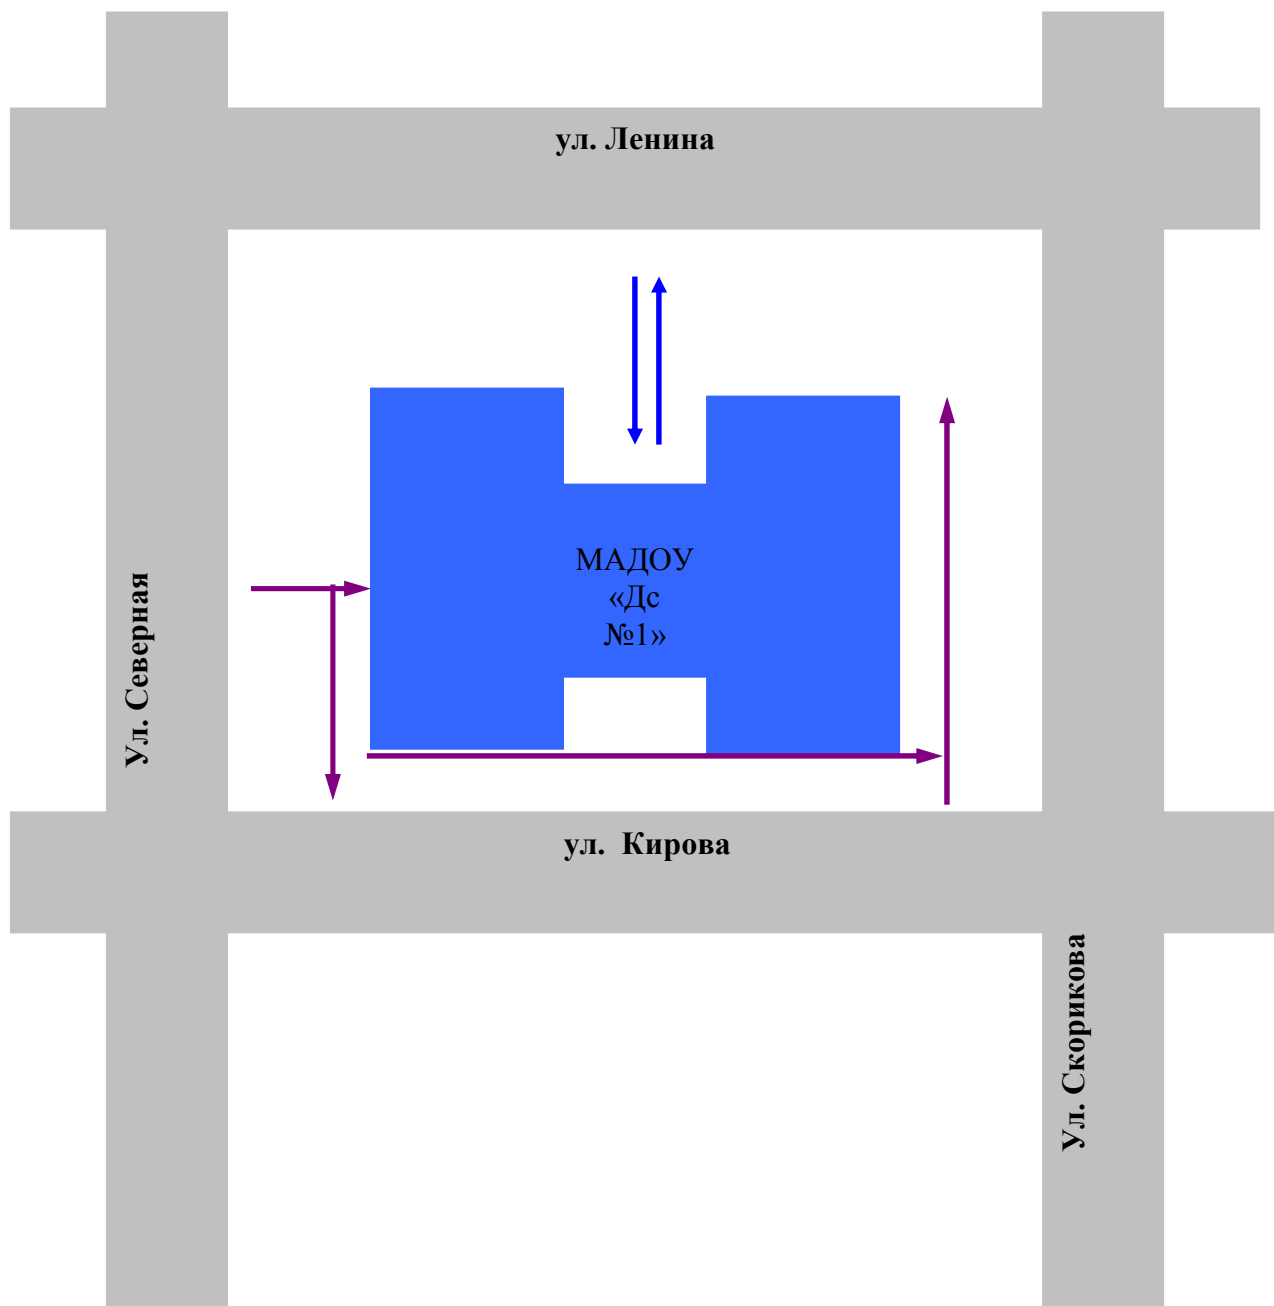 ул. Ленина
МАДОУ
«Дс
№1»
Ул. Северная
ул.  Кирова
Ул. Скорикова